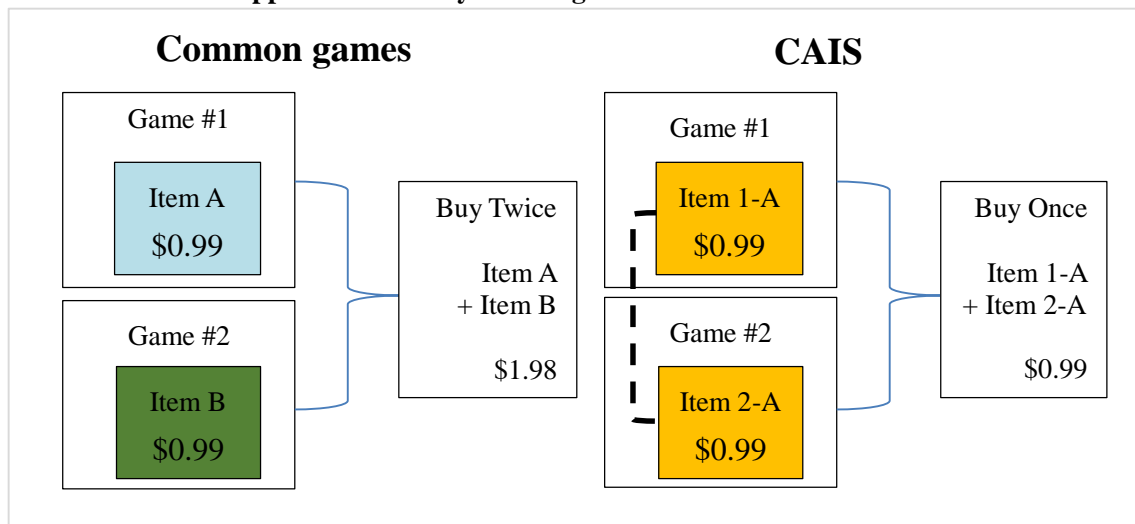 Common games
CAIS
Game #1
Item A
$0.99
Game #2
Item B
$0.99
Buy Twice
Item A
+ Item B
$1.98
Game #1
Item 1-A
$0.99
Game #2
Item 2-A
$0.99
Buy Once
Item 1-A
+ Item 2-A
$0.99